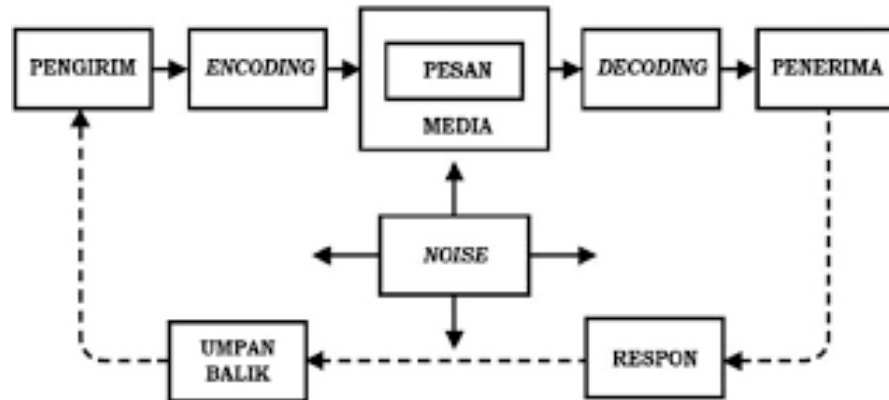 PENGIRIM
ENCODING
PESAN
MEDIA
DECODING
PENERIMA
NOISE
UMPAN
BALIK
RESPON